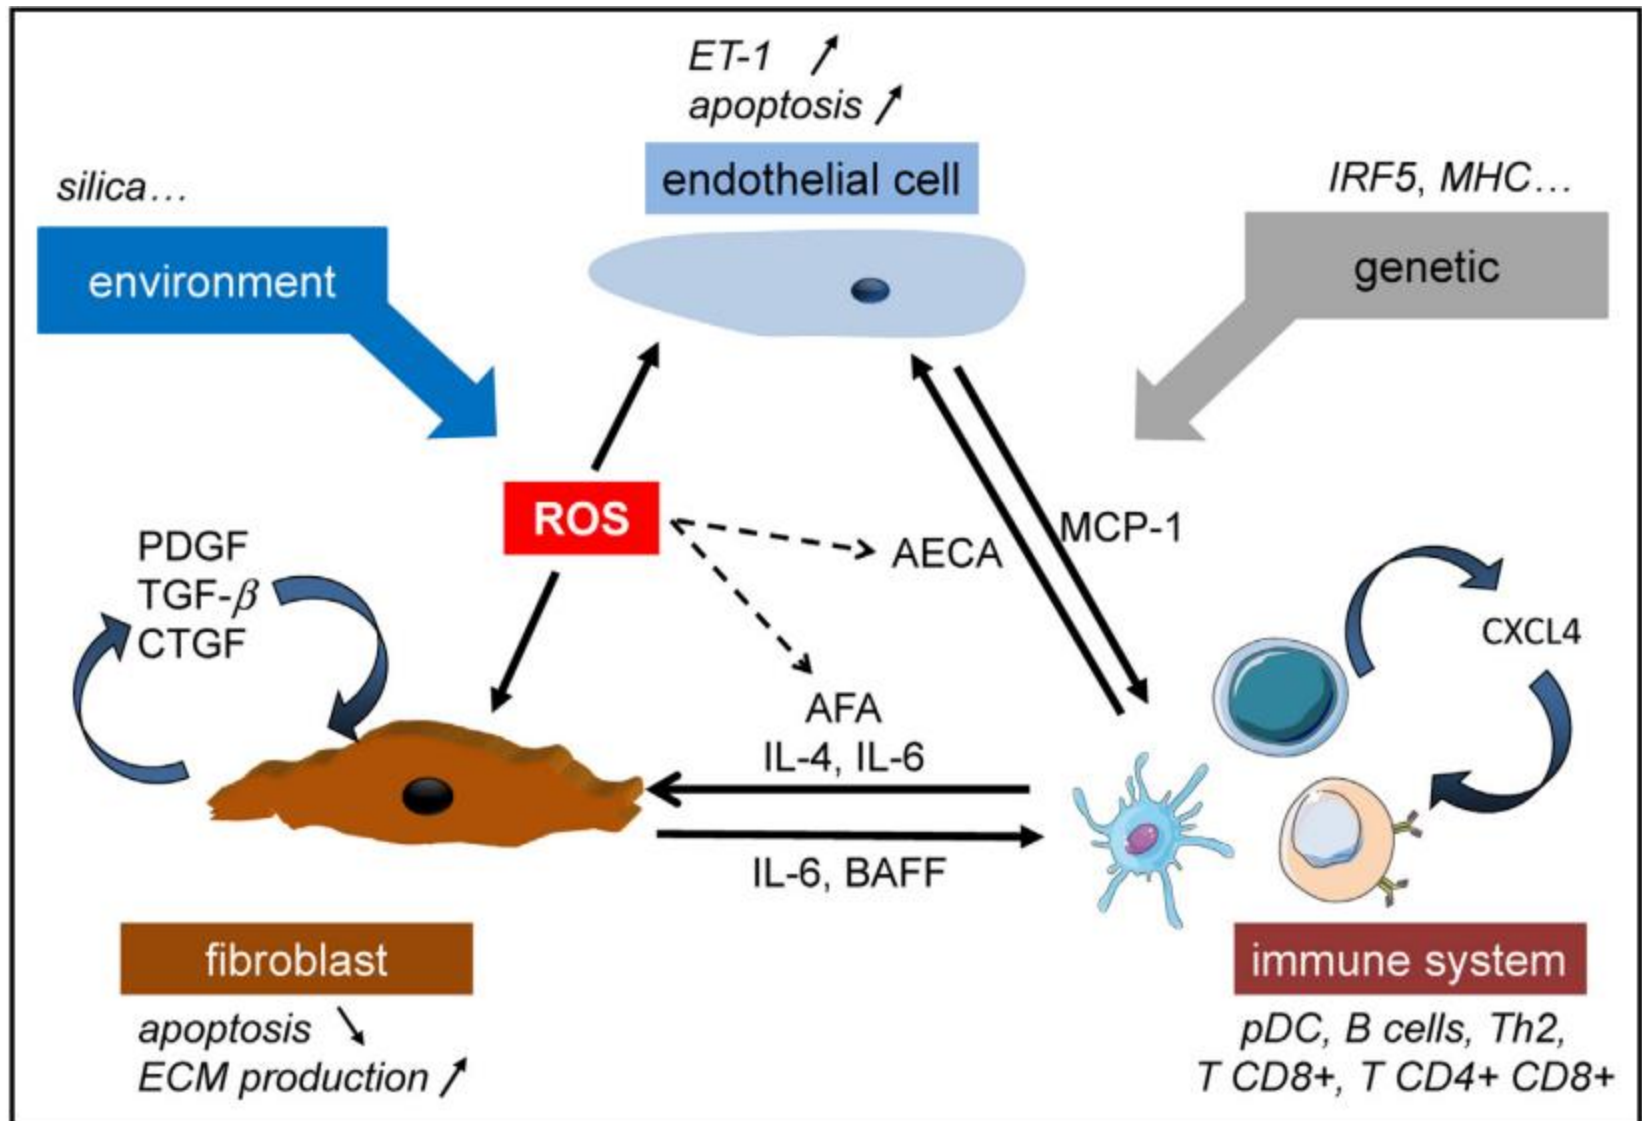 ET-1
apoptosis
endothelial cell
silica…
environment
IRF5, MHC…
genetic
ROS
AECA
MCP-1
PDGF
TGF-β
CTGF
CXCL4
AFA
IL-4, IL-6
IL-6, BAFF
fibroblast
apoptosis
ECM production
immune system
pDC, B cells, Th2,
T CD8+, T CD4+ CD8+